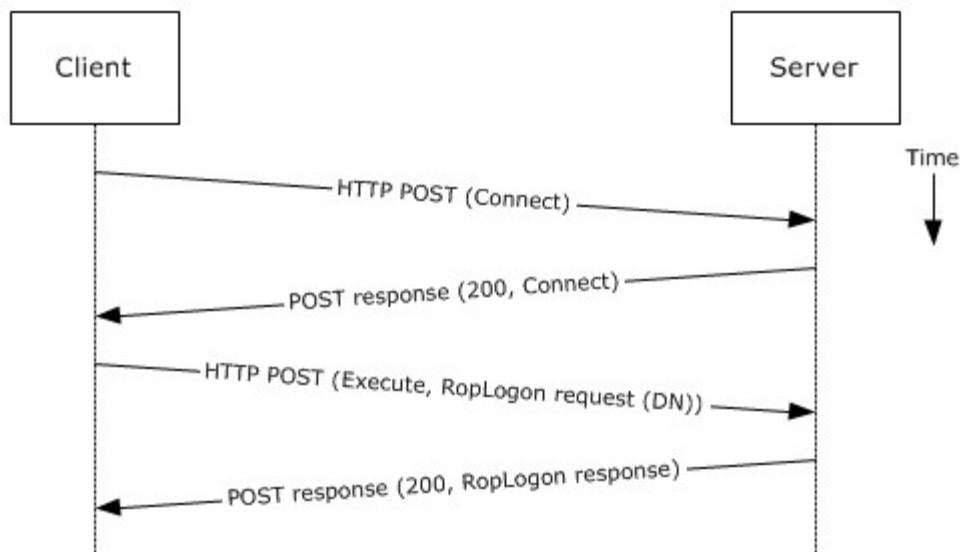 Client
Server
Time
HTTP POST (Connect)
POST response (200, Connect)
HTTP POST (Execute, RopLogon request (DN))
POST response (200, RopLogon response)